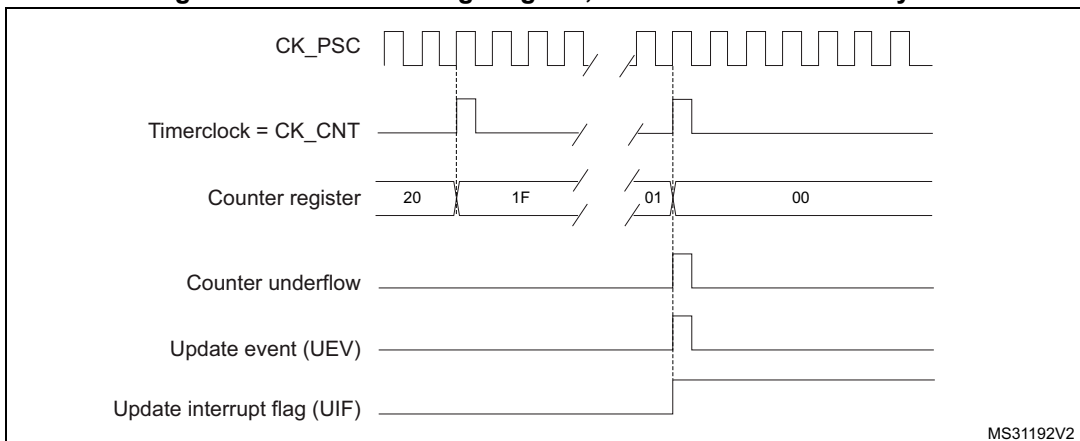 CK_PSC
Timerclock = CK_CNT
Counter register 20 1F 01 00
Counter underflow
Update event (UEV)
Update interrupt flag (UIF)
MS31192V2